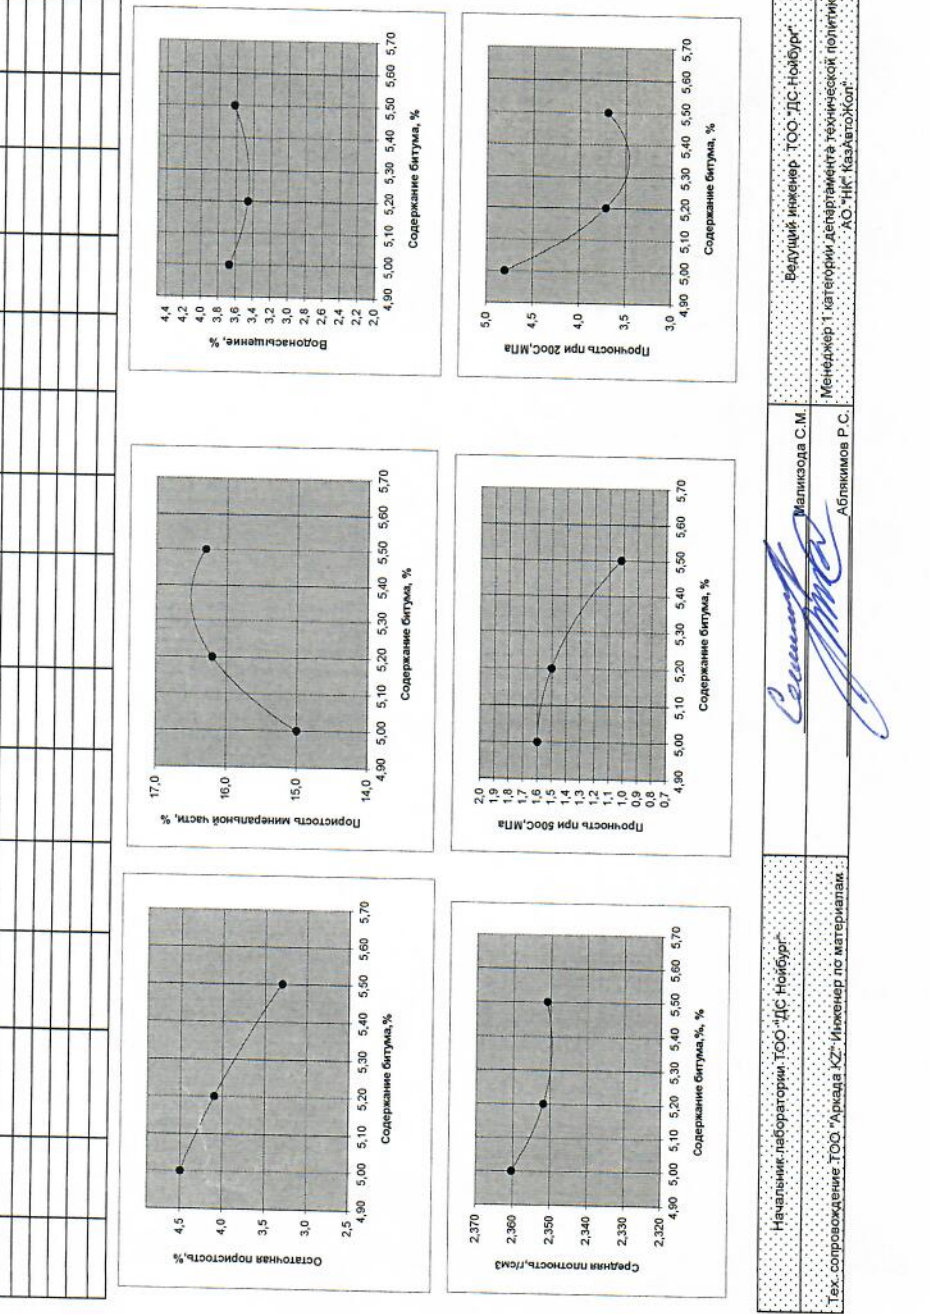 4,5
4,0
3,5
3,0
2,5
4,90 5,00 5,10 5,20 5,30 5,40 5,50 5,60 5,70
Остаточная пористость,%
Содержание битума,%
17,0
16,0
15,0
14,0
4,90 5,00 5,10 5,20 5,30 5,40 5,50 5,60 5,70
Пористость минеральной части, %
Содержание битума, %
4,4
4,2
4,0
3,8
3,6
3,4
3,2
3,0
2,8
2,6
2,4
2,2
2,0
4,90 5,00 5,10 5,20 5,30 5,40 5,50 5,60 5,70
Водонасыщение, %
Содержание битума, %
2,370
2,360
2,350
2,340
2,330
2,320
4,90 5,00 5,10 5,20 5,30 5,40 5,50 5,60 5,70
Средняя плотность,г/см3
Содержание битума,%, %
2,0
1,9
1,8
1,7
1,6
1,5
1,4
1,3
1,2
1,1
1,0
0,9
0,8
0,7
4,90 5,00 5,10 5,20 5,30 5,40 5,50 5,60 5,70
Прочность при 50оС,МПа
Содержание битума, %
5,0
4,5
4,0
3,5
3,0
4,90 5,00 5,10 5,20 5,30 5,40 5,50 5,60 5,70
Прочность при 20оС,МПа
Содержание битума, %
Начальник лаборатории ТОО "ДС Нойбург"
Маликзода С.М.
Ведущий инженер ТОО "ДС Нойбург"
Тех. сопровождение ТОО "Аркада KZ" Инженер по материалам
Аблякимов Р.С.
Менеджер 1 категории департамента технической политик
АО "НК" КазАвтоЖол"